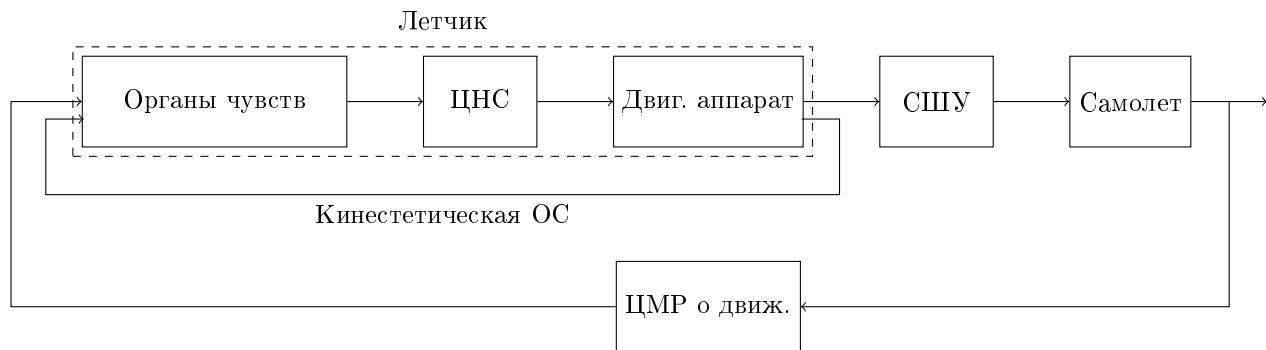 Летчик
Органы чувств
ЦНС
Двиг. аппарат
СШУ
Самолет
Кинестетическая ОС
ЦМР о движ.